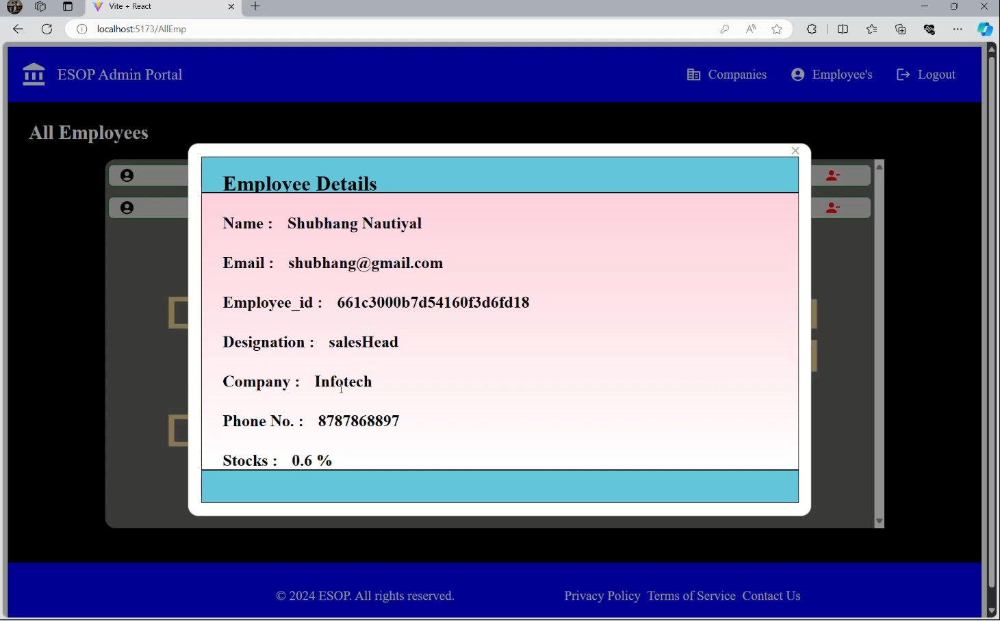 Vite + React
localhost:5173/AllEmp
ESOP Admin Portal
Companies
Employee's
Logout
All Employees
Employee Details
Name : Shubhang Nautiyal
Email : shubhang@gmail.com
Employee_id : 661c3000b7d54160f3d6fd18
Designation : salesHead
Company : Infotech
Phone No. : 8787868897
Stocks : 0.6 %
© 2024 ESOP. All rights reserved.
Privacy Policy Terms of Service Contact Us